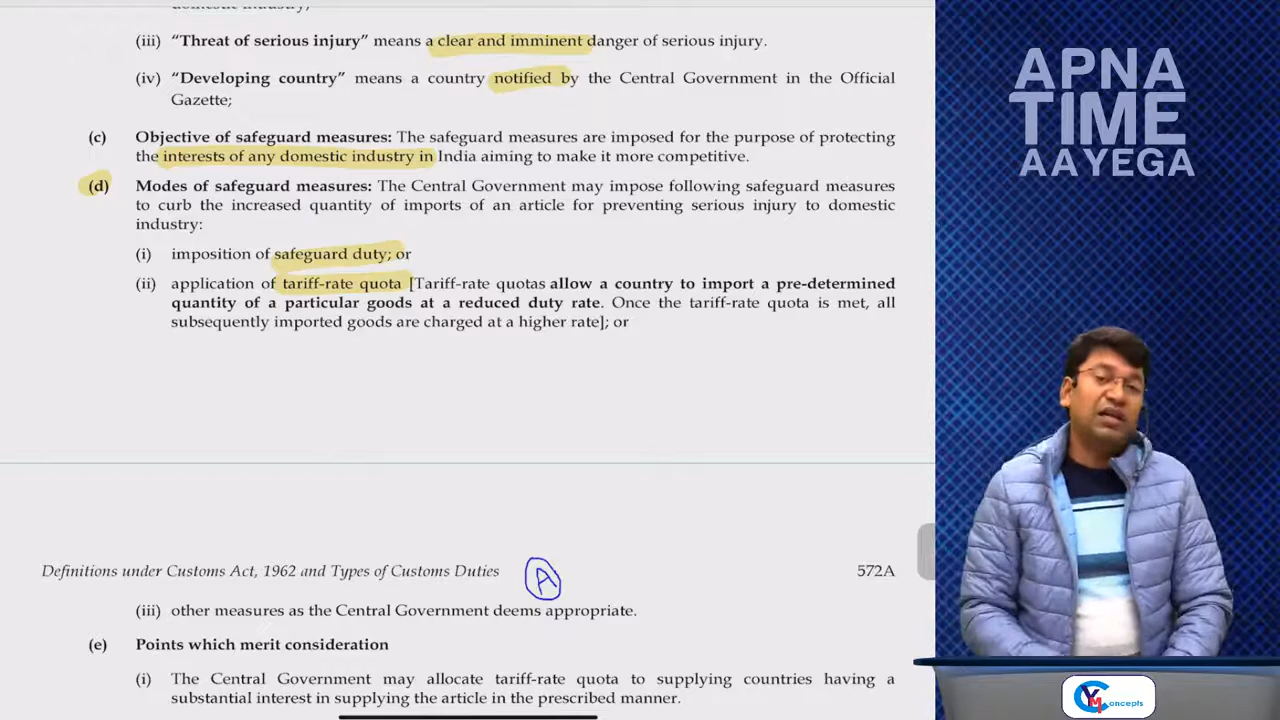 domestic industry;
(iii) “Threat of serious injury” means a clear and imminent danger of serious injury.
(iv) “Developing country” means a country notified by the Central Government in the Official
Gazette;
(c) Objective of safeguard measures: The safeguard measures are imposed for the purpose of protecting
the interests of any domestic industry in India aiming to make it more competitive.
(d) Modes of safeguard measures: The Central Government may impose following safeguard measures
to curb the increased quantity of imports of an article for preventing serious injury to domestic
industry:
(i) imposition of safeguard duty; or
(ii) application of tariff-rate quota [Tariff-rate quotas allow a country to import a pre-determined
quantity of a particular goods at a reduced duty rate. Once the tariff-rate quota is met, all
subsequently imported goods are charged at a higher rate]; or
Definitions under Customs Act, 1962 and Types of Customs Duties A 572A
(iii) other measures as the Central Government deems appropriate.
(e) Points which merit consideration
(i) The Central Government may allocate tariff-rate quota to supplying countries having a
substantial interest in supplying the article in the prescribed manner.
APNA
TIME
AAYEGA
YM Concepts